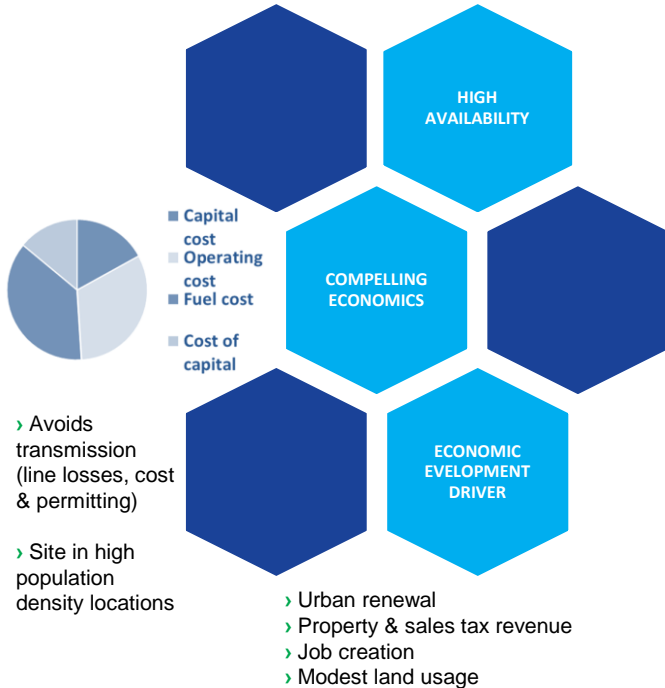 HIGH
AVAILABILITY
Capital
cost
Operating
cost
Fuel cost
Cost of
capital
COMPELLING
ECONOMICS
› Avoids
transmission
(line losses, cost
& permitting)
› Site in high
population
density locations
ECONOMIC
EVELOPMENT
DRIVER
› Urban renewal
› Property & sales tax revenue
› Job creation
› Modest land usage